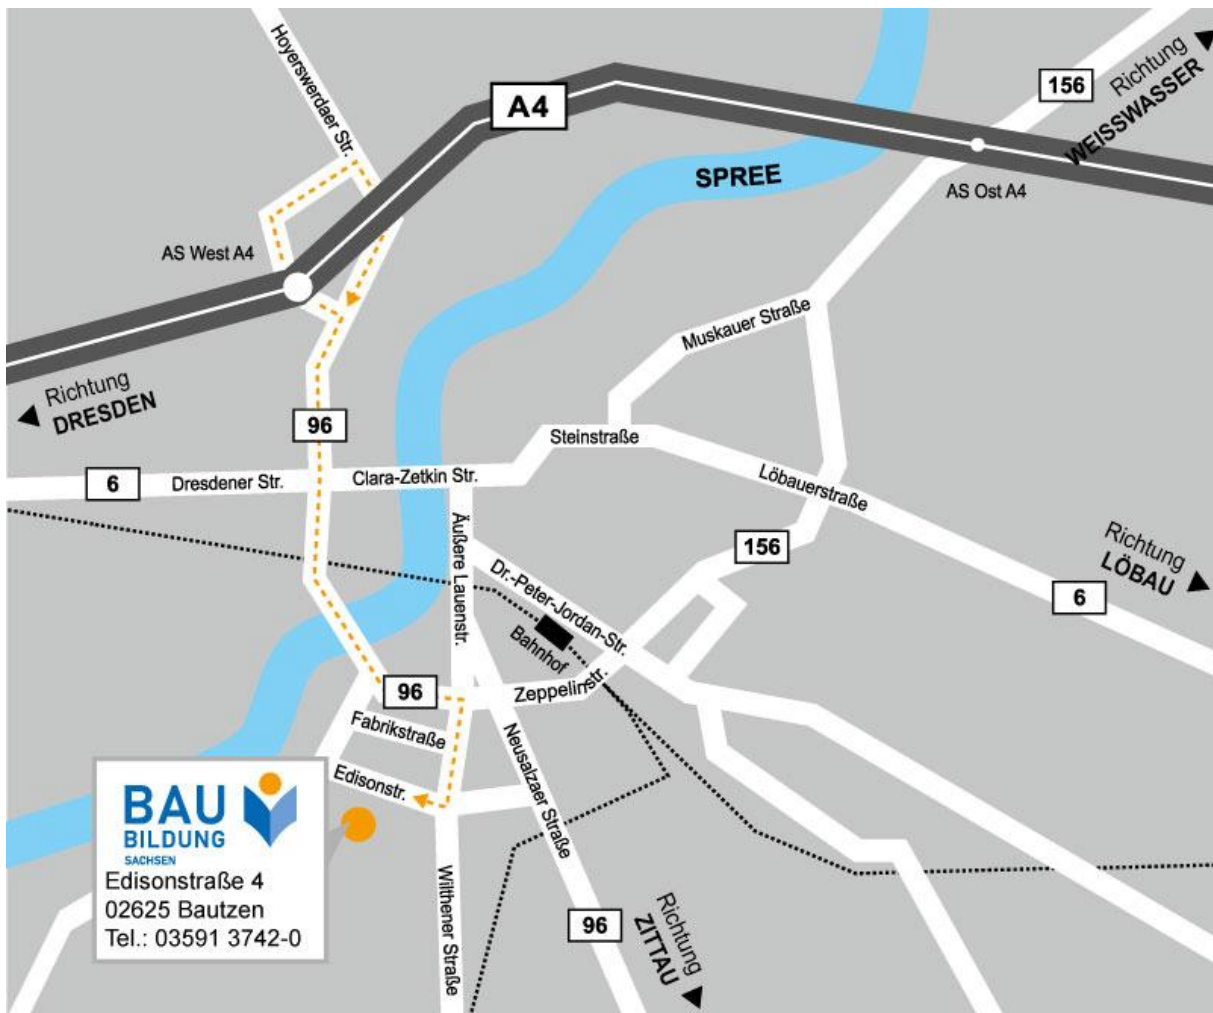 Hoyerswerdaer Str.
A4
156
Richtung
WEISSWASSER
SPREE
AS Ost A4
AS West A4
Muskauer Straße
Richtung
DRESDEN
96
Steinstraße
6
Dresdener Str.
Clara-Zetkin Str.
Löbauerstraße
Äußere Lauenstr.
156
Richtung
LÖBAU
Dr.-Peter-Jordan-Str.
6
Bahnhof
96
Zeppelinstr.
Fabrikstraße
Neusalzaer Straße
Edisonstr.
BAU
BILDUNG
SACHSEN
Edisonstraße 4
02625 Bautzen
Tel.: 03591 3742-0
Wilthener Straße
96
Richtung
ZITTAU